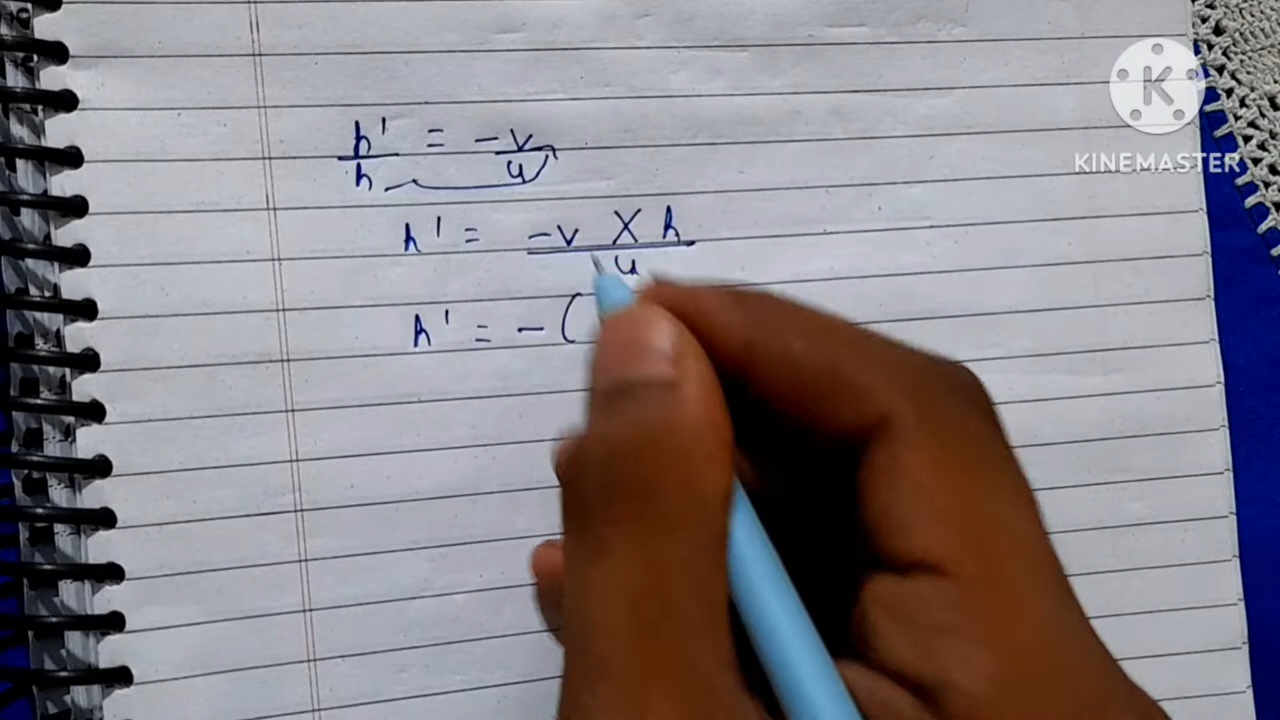 h' / h = -v / u
h' = -v X h / u
h' = - (
K
KINEMASTER